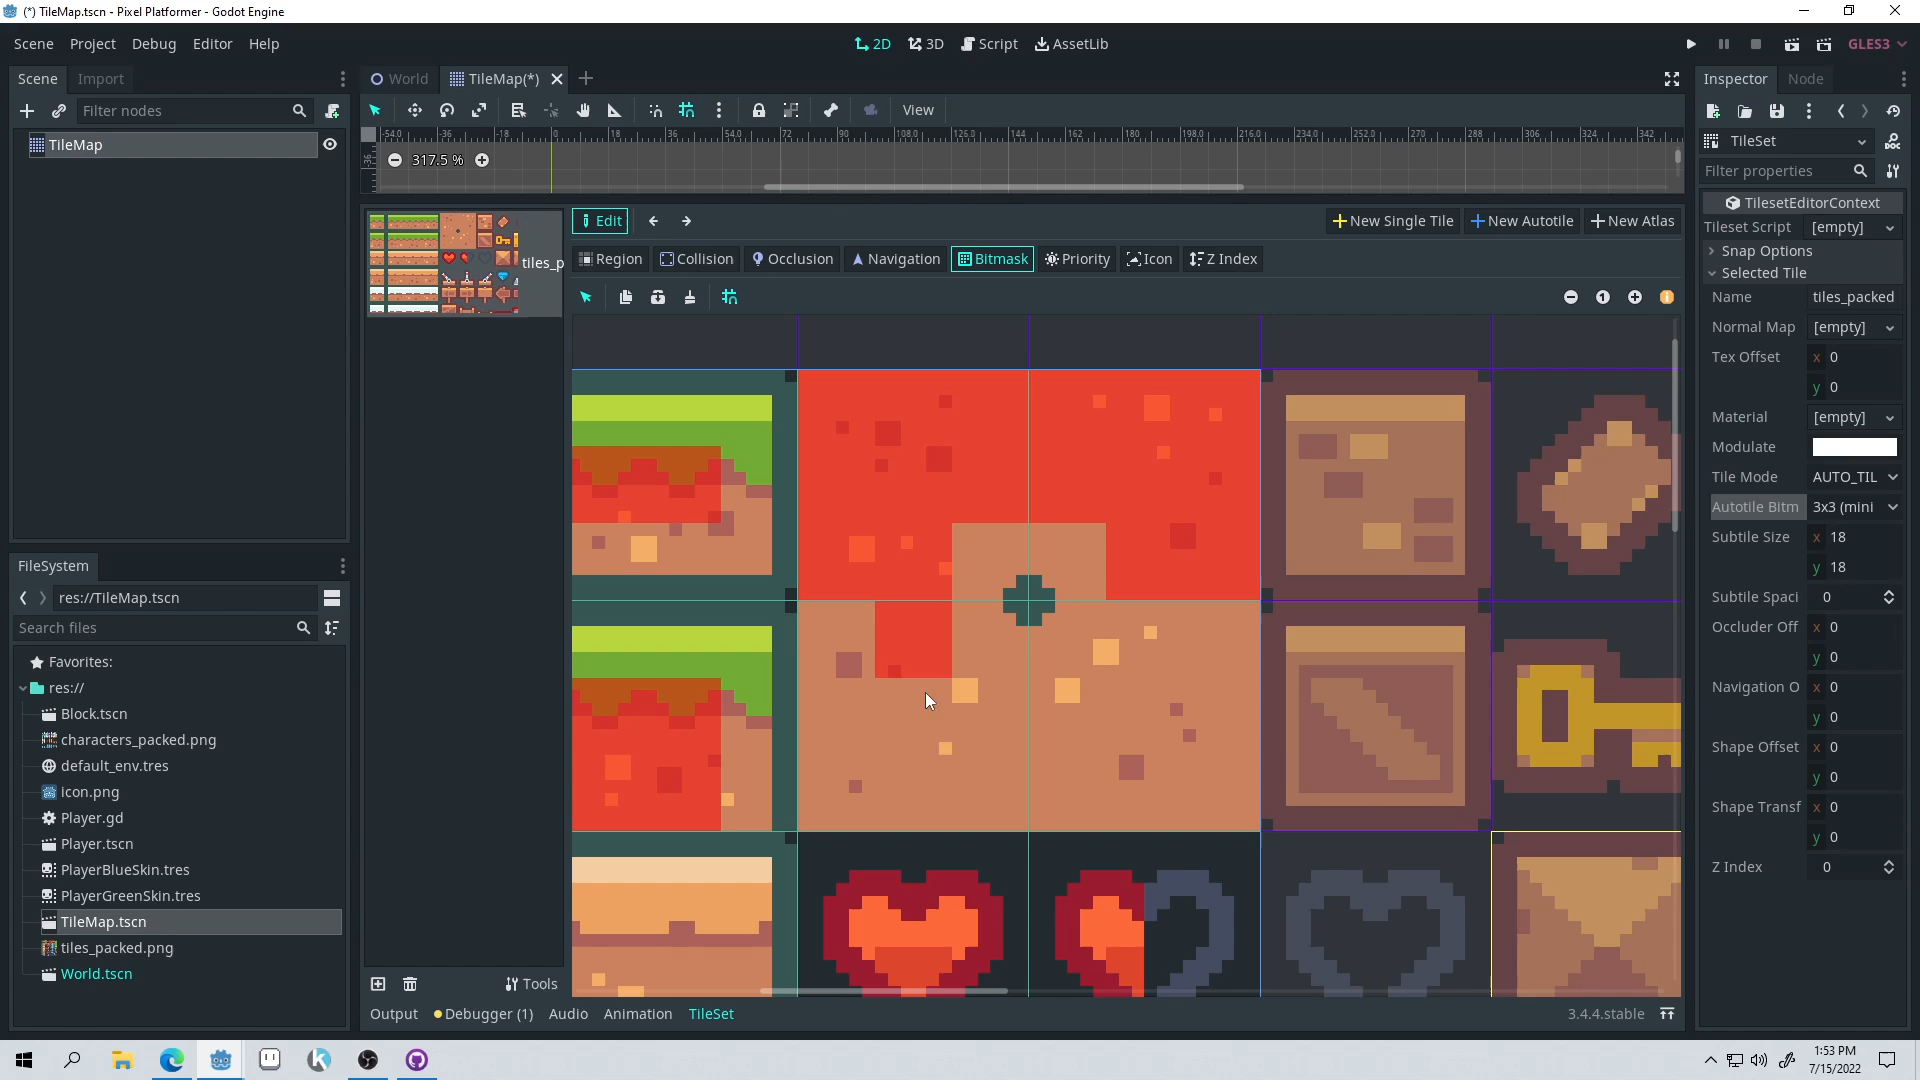 (*) TileMap.tscn - Pixel Platformer - Godot Engine
Scene Project Debug Editor Help
2D 3D Script AssetLib
GLES3
Scene Import
World TileMap(*)
Inspector Node
Filter nodes
View
TileMap
317.5 %
TileSet
Filter properties
TilesetEditorContext
Edit
New Single Tile New Autotile New Atlas
Tileset Script [empty]
Region Collision Occlusion Navigation Bitmask Priority Icon Z Index
Snap Options
tiles_p
Selected Tile
Name tiles_packed
Normal Map [empty]
Tex Offset x 0
y 0
Material [empty]
Modulate
Tile Mode AUTO_TIL
Autotile Bitm 3x3 (mini
Subtile Size x 18
y 18
Subtile Spaci 0
Occluder Off x 0
y 0
Navigation O x 0
y 0
Shape Offset x 0
y 0
Shape Transf x 0
y 0
Z Index 0
FileSystem
res://TileMap.tscn
Search files
Favorites:
res://
Block.tscn
characters_packed.png
default_env.tres
icon.png
Player.gd
Player.tscn
PlayerBlueSkin.tres
PlayerGreenSkin.tres
TileMap.tscn
tiles_packed.png
World.tscn
Tools
Output Debugger (1) Audio Animation TileSet
3.4.4.stable
1:53 PM
7/15/2022